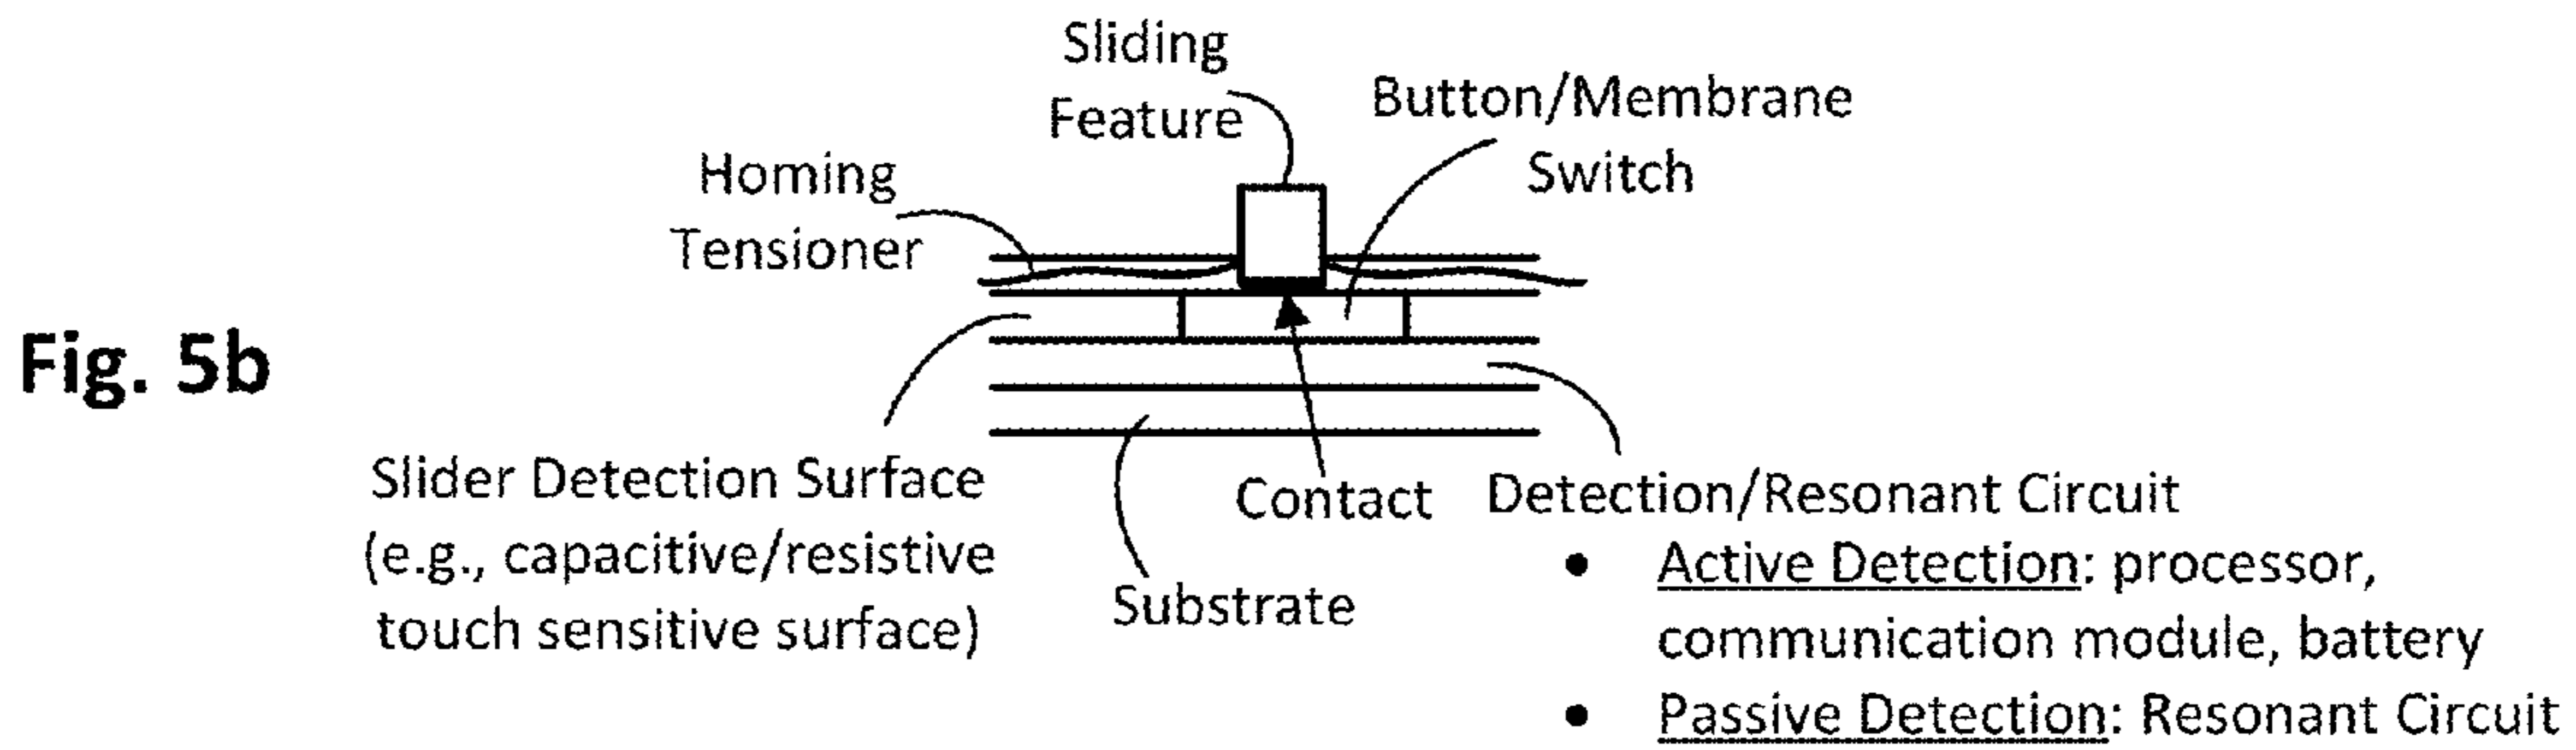 Sliding
Feature
Button/Membrane
Switch
Homing
Tensioner
Fig. 5b
Slider Detection Surface
(e.g., capacitive/resistive
touch sensitive surface)
Substrate
Contact
Detection/Resonant Circuit
• Active Detection: processor,
communication module, battery
• Passive Detection: Resonant Circuit